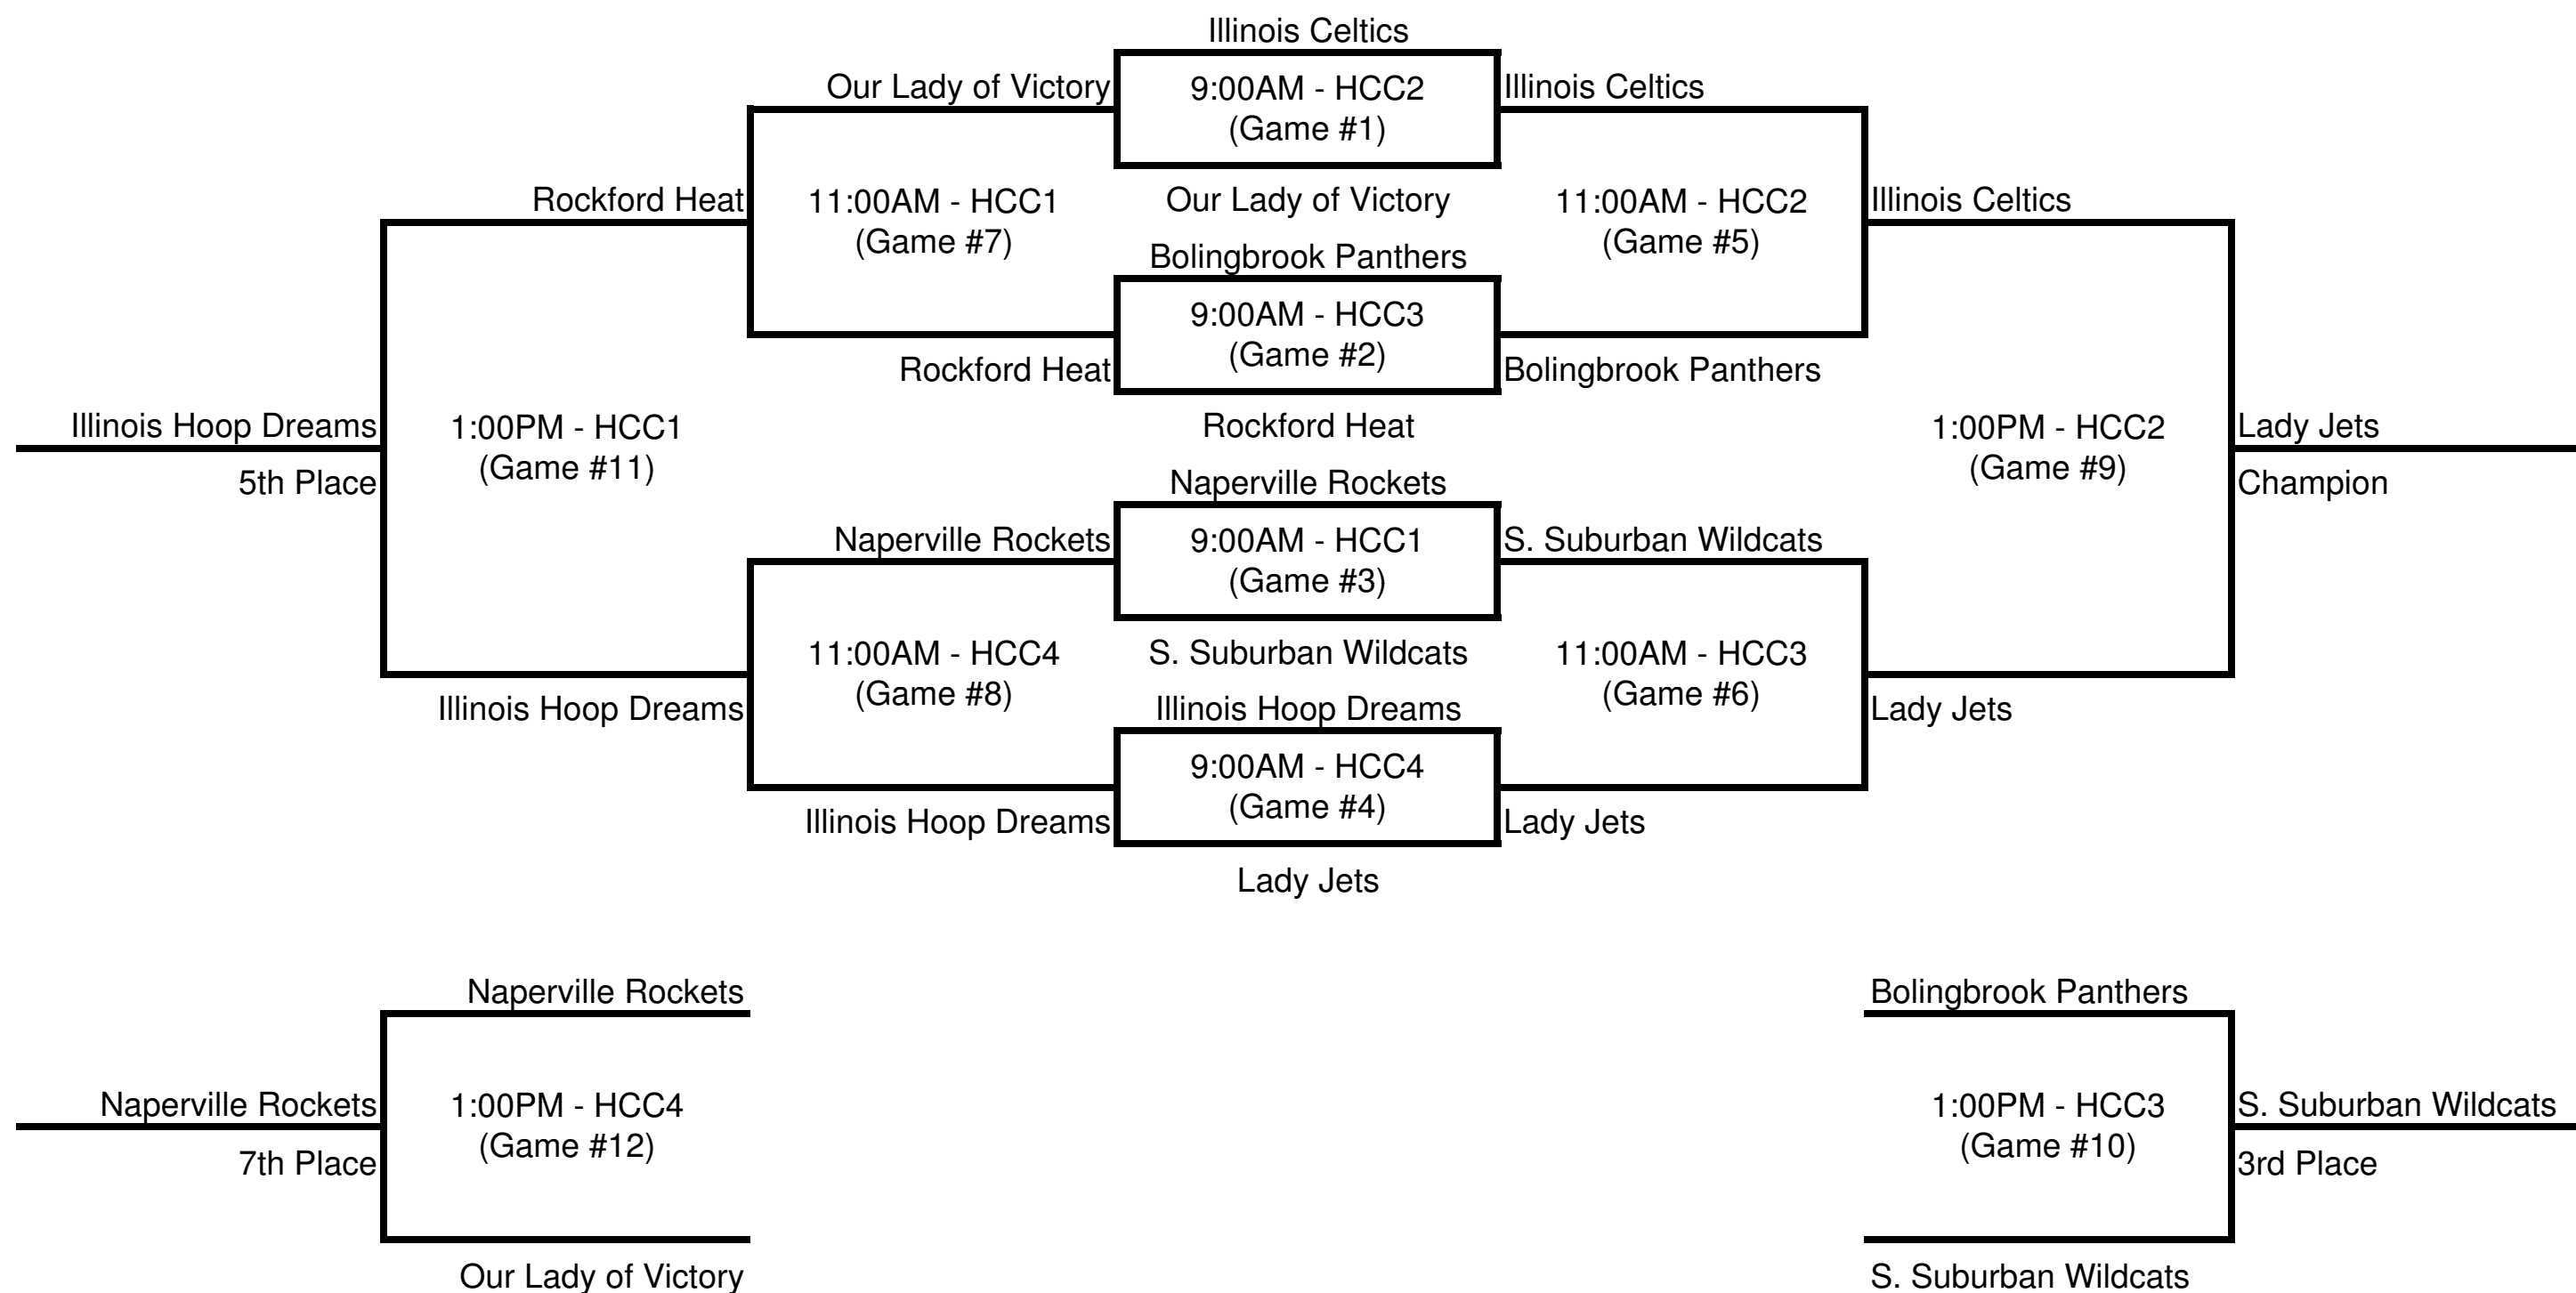 Illinois Celtics
Our Lady of Victory
9:00AM - HCC2
(Game #1)
Illinois Celtics
Rockford Heat
11:00AM - HCC1
(Game #7)
Our Lady of Victory
11:00AM - HCC2
(Game #5)
Illinois Celtics
Bolingbrook Panthers
9:00AM - HCC3
(Game #2)
Rockford Heat
Bolingbrook Panthers
Illinois Hoop Dreams
5th Place
1:00PM - HCC1
(Game #11)
Rockford Heat
1:00PM - HCC2
(Game #9)
Lady Jets
Champion
Naperville Rockets
Naperville Rockets
9:00AM - HCC1
(Game #3)
S. Suburban Wildcats
11:00AM - HCC4
(Game #8)
S. Suburban Wildcats
11:00AM - HCC3
(Game #6)
Illinois Hoop Dreams
Illinois Hoop Dreams
Lady Jets
9:00AM - HCC4
(Game #4)
Illinois Hoop Dreams
Lady Jets
Lady Jets
Naperville Rockets
Naperville Rockets
7th Place
1:00PM - HCC4
(Game #12)
Our Lady of Victory
Bolingbrook Panthers
1:00PM - HCC3
(Game #10)
S. Suburban Wildcats
3rd Place
S. Suburban Wildcats